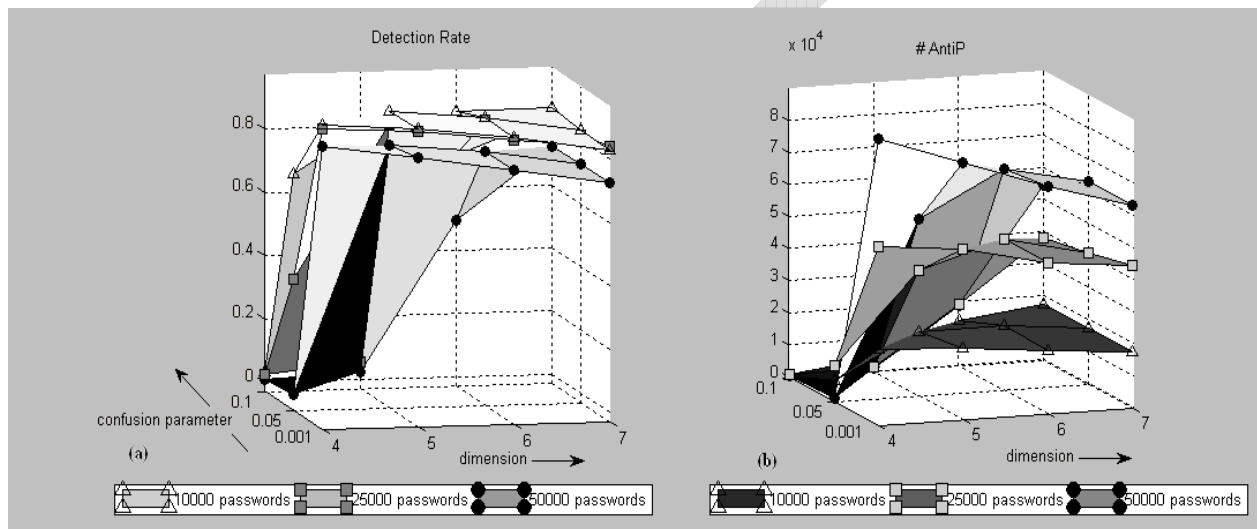 Detection Rate
0.8
0.6
0.4
0.2
0
0.1
0.05
0.001
4
5
6
7
confusion parameter
dimension
(a)
10000 passwords
25000 passwords
50000 passwords
x 10^4
# AntiP
8
7
6
5
4
3
2
1
0
0.1
0.05
0.001
4
5
6
7
dimension
(b)
10000 passwords
25000 passwords
50000 passwords